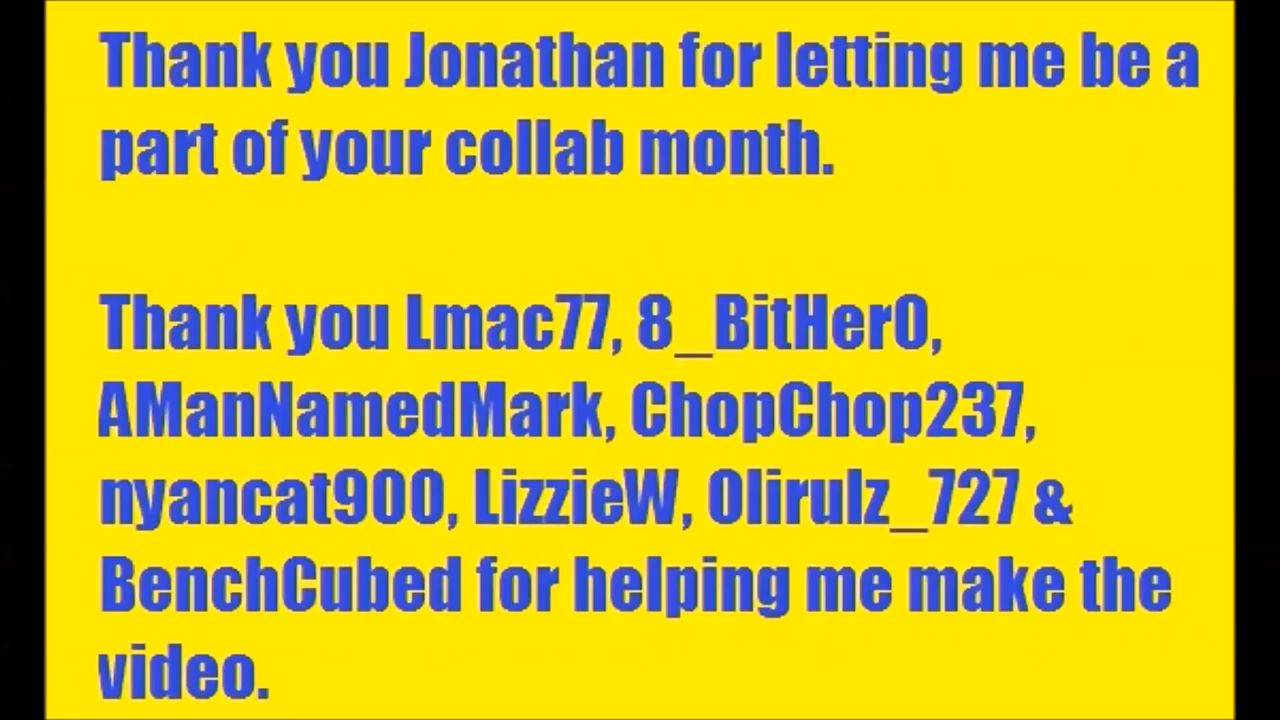 Thank you Jonathan for letting me be a
part of your collab month.
Thank you Lmac77, 8_BitHer0,
AManNamedMark, ChopChop237,
nyancat900, LizzieW, Olirulz_727 &
BenchCubed for helping me make the
video.